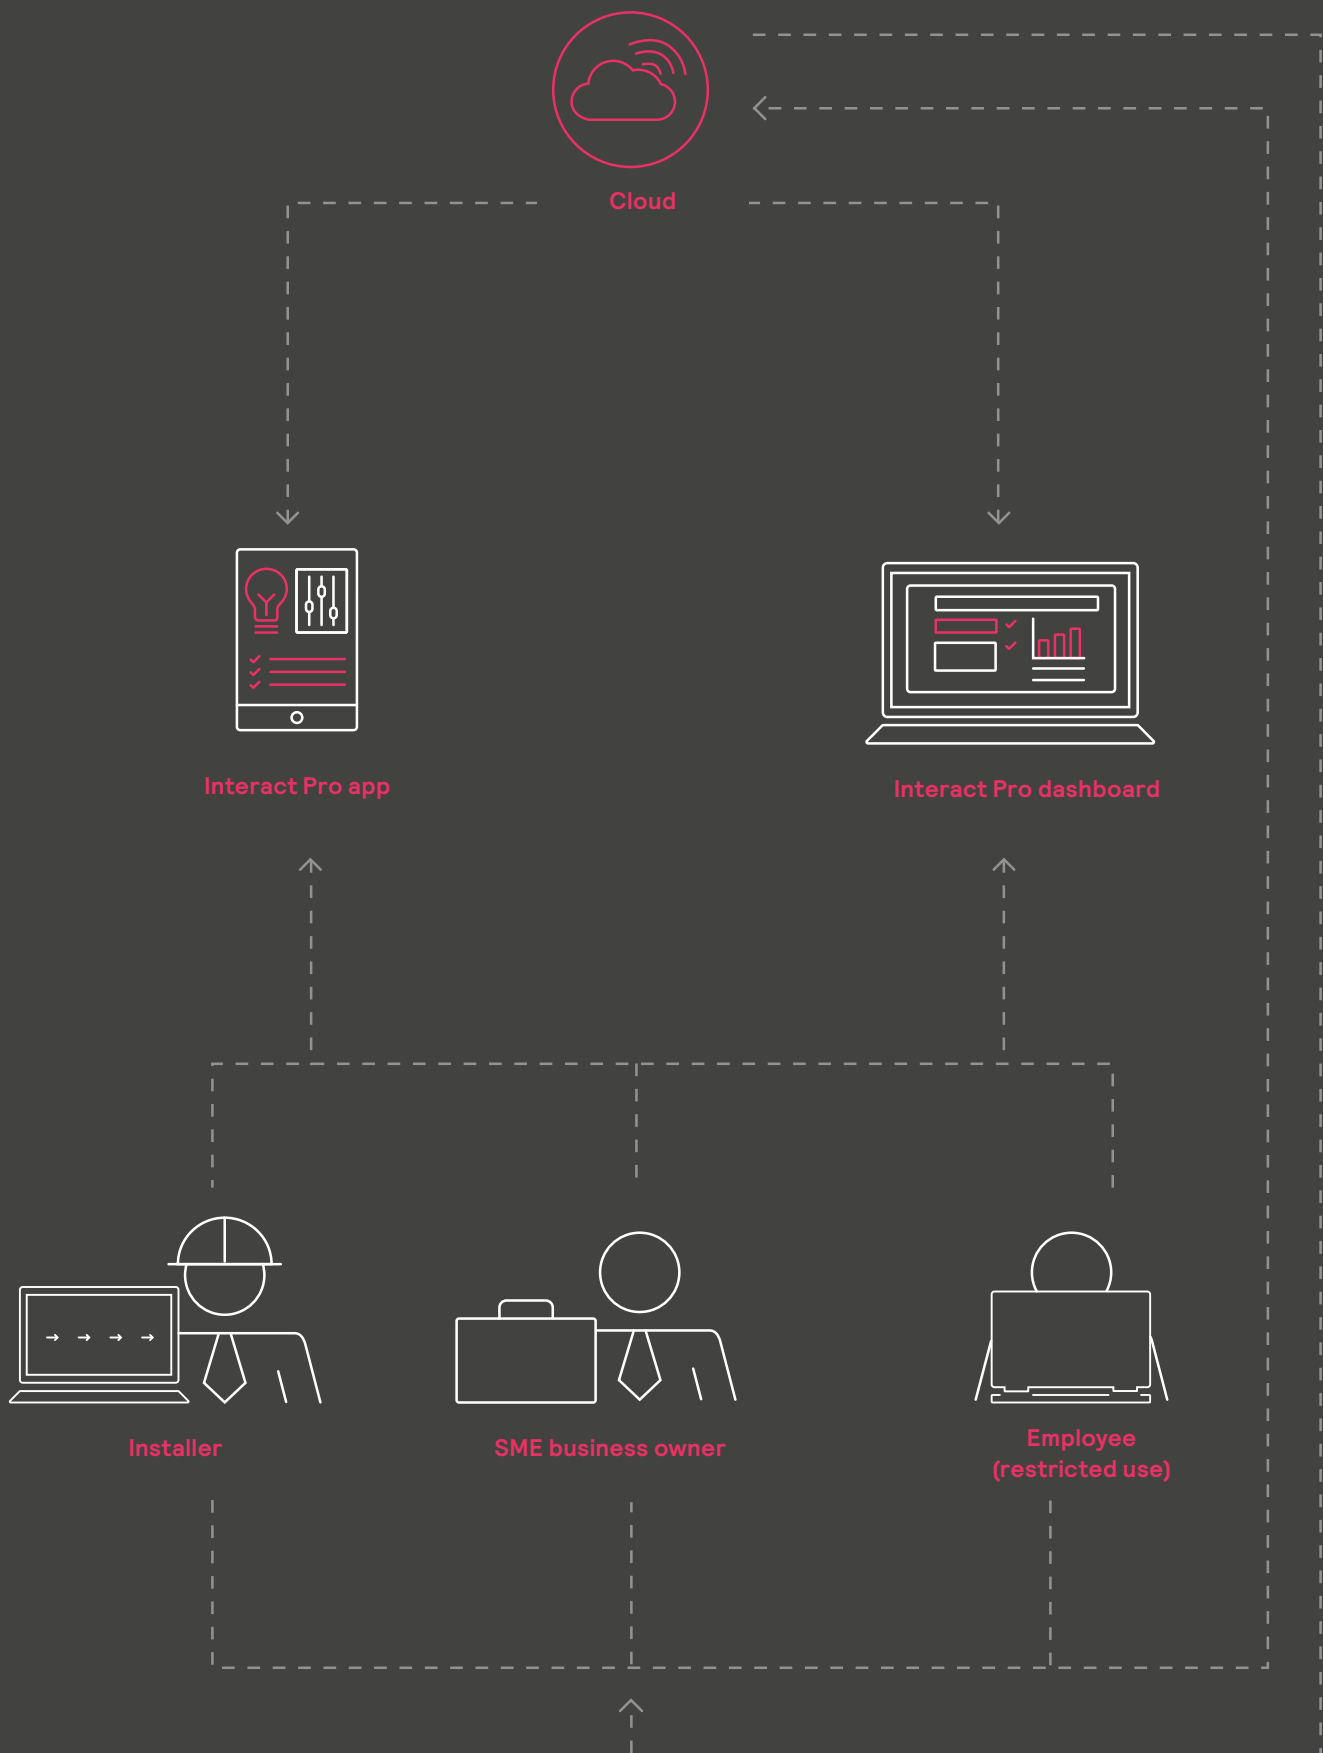 Cloud
Interact Pro app
Interact Pro dashboard
Installer
SME business owner
Employee
(restricted use)